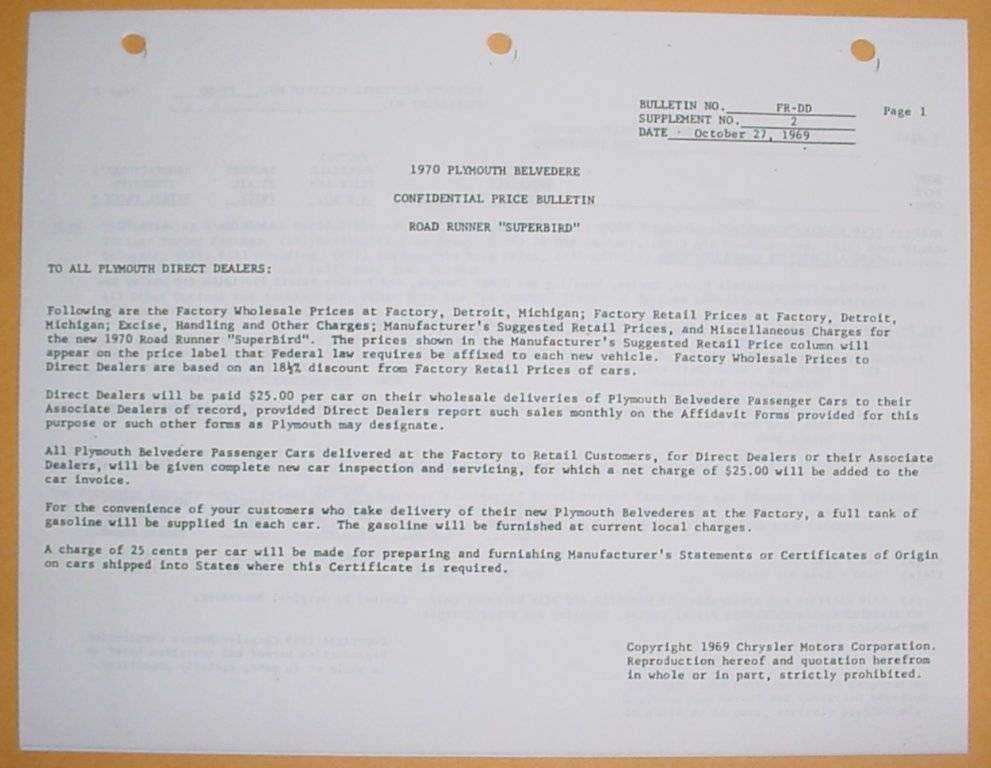 BULLETIN NO. FR-DD Page 1
SUPPLEMENT NO. 2
DATE October 27, 1969
1970 PLYMOUTH BELVEDERE
CONFIDENTIAL PRICE BULLETIN
ROAD RUNNER "SUPERBIRD"
TO ALL PLYMOUTH DIRECT DEALERS:
Following are the Factory Wholesale Prices at Factory, Detroit, Michigan; Factory Retail Prices at Factory, Detroit,
Michigan; Excise, Handling and Other Charges; Manufacturer's Suggested Retail Prices, and Miscellaneous Charges for
the new 1970 Road Runner "SuperBird". The prices shown in the Manufacturer's Suggested Retail Price column will
appear on the price label that Federal law requires be affixed to each new vehicle. Factory Wholesale Prices to
Direct Dealers are based on an 18½% discount from Factory Retail Prices of cars.
Direct Dealers will be paid $25.00 per car on their wholesale deliveries of Plymouth Belvedere Passenger Cars to their
Associate Dealers of record, provided Direct Dealers report such sales monthly on the Affidavit Forms provided for this
purpose or such other forms as Plymouth may designate.
All Plymouth Belvedere Passenger Cars delivered at the Factory to Retail Customers, for Direct Dealers or their Associate
Dealers, will be given complete new car inspection and servicing, for which a net charge of $25.00 will be added to the
car invoice.
For the convenience of your customers who take delivery of their new Plymouth Belvederes at the Factory, a full tank of
gasoline will be supplied in each car. The gasoline will be furnished at current local charges.
A charge of 25 cents per car will be made for preparing and furnishing Manufacturer's Statements or Certificates of Origin
on cars shipped into States where this Certificate is required.
Copyright 1969 Chrysler Motors Corporation.
Reproduction hereof and quotation herefrom
in whole or in part, strictly prohibited.